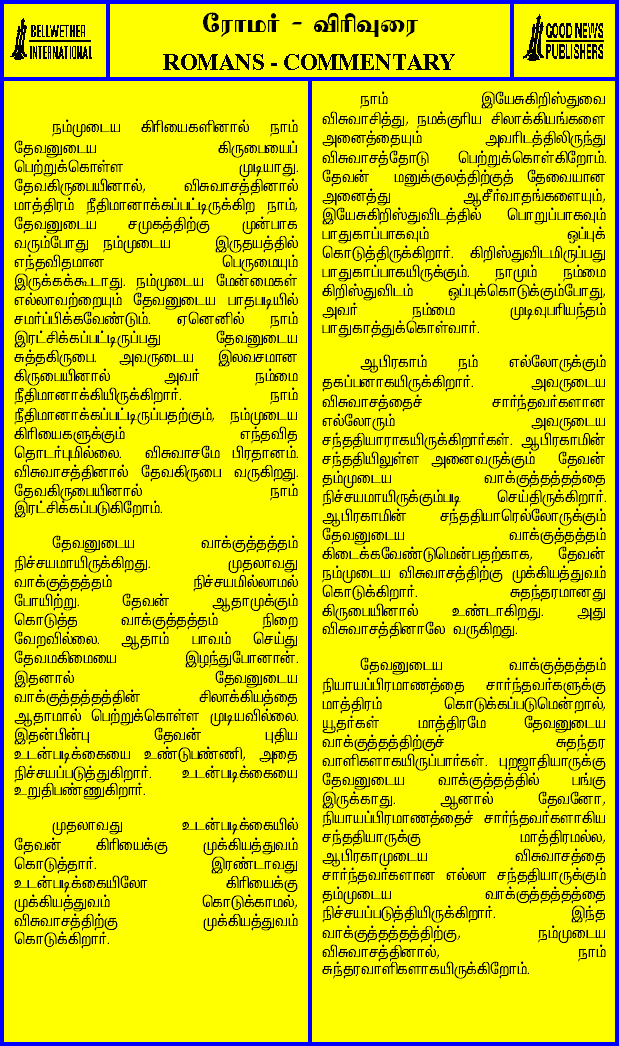 BELLWETHER
INTERNATIONAL
ரோமர் - விரிவுரை
ROMANS - COMMENTARY
GOOD NEWS
PUBLISHERS
நம்முடைய கிரியைகளினால் நாம்
தேவனுடைய கிருபையைப்
பெற்றுக்கொள்ள முடியாது.
தேவகிருபையினால், விசுவாசத்தினால்
மாத்திரம் நீதிமானாக்கப்பட்டிருக்கிற நாம்,
தேவனுடைய சமுகத்திற்கு முன்பாக
வரும்போது நம்முடைய இருதயத்தில்
எந்தவிதமான பெருமையும்
இருக்கக்கூடாது. நம்முடைய மேன்மைகள்
எல்லாவற்றையும் தேவனுடைய பாதபடியில்
சமர்ப்பிக்கவேண்டும். ஏனெனில் நாம்
இரட்சிக்கப்பட்டிருப்பது தேவனுடைய
சுத்தகிருபை. அவருடைய இலவசமான
கிருபையினால் அவர் நம்மை
நீதிமானாக்கியிருக்கிறார். நாம்
நீதிமானாக்கப்பட்டிருப்பதற்கும், நம்முடைய
கிரியைகளுக்கும் எந்தவித
தொடர்புமில்லை. விசுவாசமே பிரதானம்.
விசுவாசத்தினால் தேவகிருபை வருகிறது.
தேவகிருபையினால் நாம்
இரட்சிக்கப்படுகிறோம்.
தேவனுடைய வாக்குத்தத்தம்
நிச்சயமாயிருக்கிறது. முதலாவது
வாக்குத்தத்தம் நிச்சயமில்லாமல்
போயிற்று. தேவன் ஆதாமுக்கும்
கொடுத்த வாக்குத்தத்தம் நிறை
வேறவில்லை. ஆதாம் பாவம் செய்து
தேவமகிமையை இழந்துபோனான்.
இதனால் தேவனுடைய
வாக்குத்தத்தத்தின் சிலாக்கியத்தை
ஆதாமால் பெற்றுக்கொள்ள முடியவில்லை.
இதன்பின்பு தேவன் புதிய
உடன்படிக்கையை உண்டுபண்ணி, அதை
நிச்சயப்படுத்துகிறார். உடன்படிக்கையை
உறுதிபண்ணுகிறார்.
முதலாவது உடன்படிக்கையில்
தேவன் கிரியைக்கு முக்கியத்துவம்
கொடுத்தார். இரண்டாவது
உடன்படிக்கையிலோ கிரியைக்கு
முக்கியத்துவம் கொடுக்காமல்,
விசுவாசத்திற்கு முக்கியத்துவம்
கொடுக்கிறார்.
நாம் இயேசுகிறிஸ்துவை
விசுவாசித்து, நமக்குரிய சிலாக்கியங்களை
அனைத்தையும் அவரிடத்திலிருந்து
விசுவாசத்தோடு பெற்றுக்கொள்கிறோம்.
தேவன் மனுக்குலத்திற்குத் தேவையான
அனைத்து ஆசீர்வாதங்களையும்,
இயேசுகிறிஸ்துவிடத்தில் பொறுப்பாகவும்
பாதுகாப்பாகவும் ஒப்புக்
கொடுத்திருக்கிறார். கிறிஸ்துவிடமிருப்பது
பாதுகாப்பாகயிருக்கும். நாமும் நம்மை
கிறிஸ்துவிடம் ஒப்புக்கொடுக்கும்போது,
அவர் நம்மை முடிவுபரியந்தம்
பாதுகாத்துக்கொள்வார்.
ஆபிரகாம் நம் எல்லோருக்கும்
தகப்பனாகயிருக்கிறார். அவருடைய
விசுவாசத்தைச் சார்ந்தவர்களான
எல்லோரும் அவருடைய
சந்ததியாராகயிருக்கிறார்கள். ஆபிரகாமின்
சந்ததியிலுள்ள அனைவருக்கும் தேவன்
தம்முடைய வாக்குத்தத்தத்தை
நிச்சயமாயிருக்கும்படி செய்திருக்கிறார்.
ஆபிரகாமின் சந்ததியாரெல்லோருக்கும்
தேவனுடைய வாக்குத்தத்தம்
கிடைக்கவேண்டுமென்பதற்காக, தேவன்
நம்முடைய விசுவாசத்திற்கு முக்கியத்துவம்
கொடுக்கிறார். சுதந்தரமானது
கிருபையினால் உண்டாகிறது. அது
விசுவாசத்தினாலே வருகிறது.
தேவனுடைய வாக்குத்தத்தம்
நியாயப்பிரமாணத்தை சார்ந்தவர்களுக்கு
மாத்திரம் கொடுக்கப்படுமென்றால்,
யூதர்கள் மாத்திரமே தேவனுடைய
வாக்குத்தத்திற்குச் சுதந்தர
வாளிகளாகயிருப்பார்கள். புறஜாதியாருக்கு
தேவனுடைய வாக்குத்தத்தில் பங்கு
இருக்காது. ஆனால் தேவனோ,
நியாயப்பிரமாணத்தைச் சார்ந்தவர்களாகிய
சந்ததியாருக்கு மாத்திரமல்ல,
ஆபிரகாமுடைய விசுவாசத்தை
சார்ந்தவர்களான எல்லா சந்ததியாருக்கும்
தம்முடைய வாக்குத்தத்தத்தை
நிச்சயப்படுத்தியிருக்கிறார். இந்த
வாக்குத்தத்தத்திற்கு, நம்முடைய
விசுவாசத்தினால், நாம்
சுந்தரவாளிகளாகயிருக்கிறோம்.